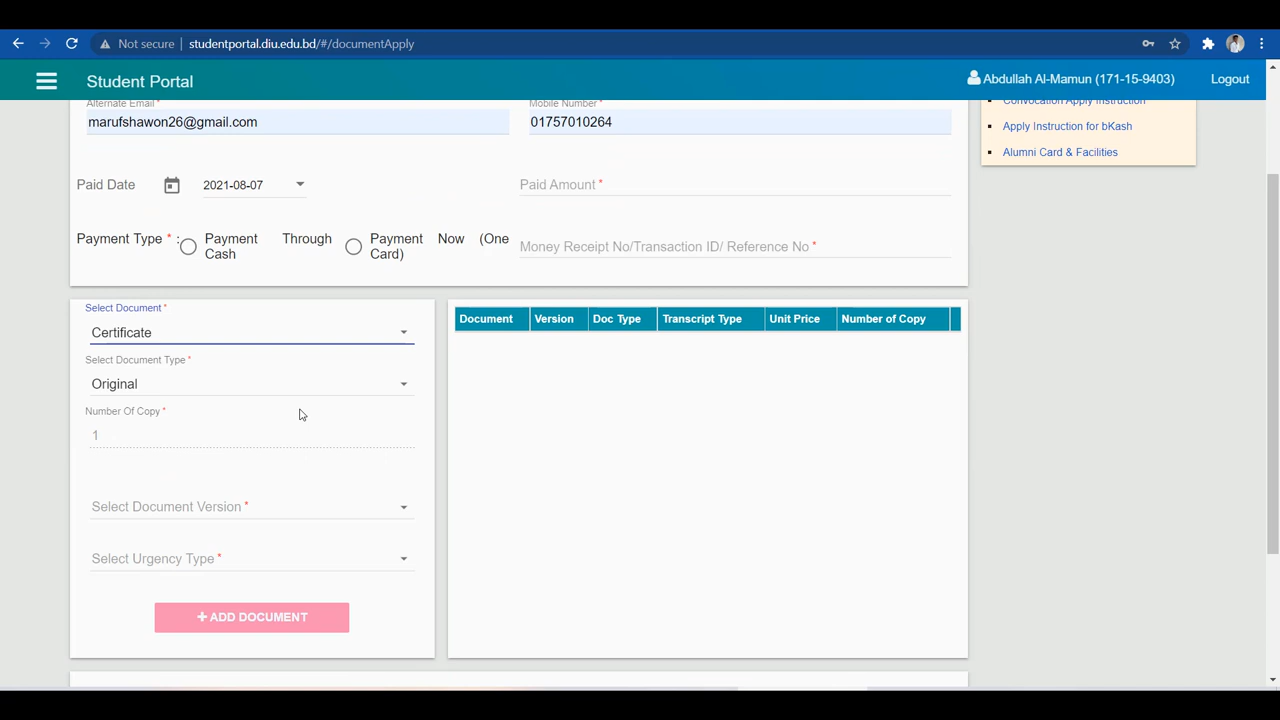 Not secure studentportal.diu.edu.bd/#/documentApply
Student Portal
Abdullah Al-Mamun (171-15-9403) Logout
Alternate Email *
Mobile Number *
marufshawon26@gmail.com
01757010264
Convocation Apply Instruction
Apply Instruction for bKash
Alumni Card & Facilities
Paid Date
2021-08-07
Paid Amount *
Payment Type * :
Payment Through
Cash
Payment Now (One
Card)
Money Receipt No/Transaction ID/ Reference No *
Select Document *
Certificate
Select Document Type *
Original
Number Of Copy *
1
Select Document Version *
Select Urgency Type *
+ ADD DOCUMENT
Document Version Doc Type Transcript Type Unit Price Number of Copy